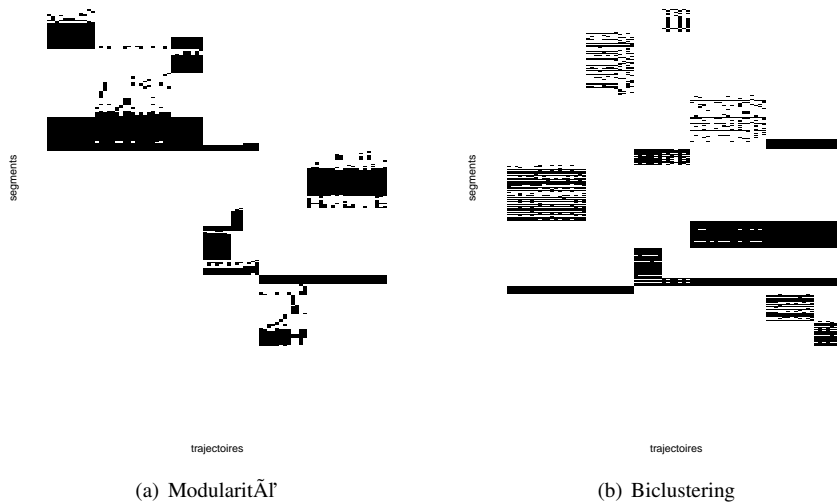 segments
trajectoires
(a) ModularitÃľ
segments
trajectoires
(b) Biclustering